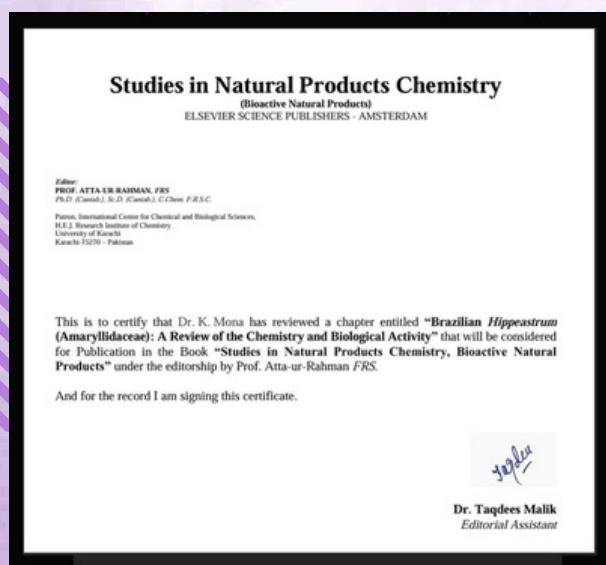 Studies in Natural Products Chemistry
(Bioactive Natural Products)
ELSEVIER SCIENCE PUBLISHERS - AMSTERDAM
Editor:
PROF. ATTA-UR-RAHMAN, FRS
Ph.D. (Cantab.), Sc.D. (Cantab.), C.Chem. F.R.S.C.
Patron, International Center for Chemical and Biological Sciences,
H.E.J. Research Institute of Chemistry
University of Karachi
Karachi-75270 – Pakistan
This is to certify that Dr. K. Mona has reviewed a chapter entitled “Brazilian Hippeastrum
(Amaryllidaceae): A Review of the Chemistry and Biological Activity” that will be considered
for Publication in the Book “Studies in Natural Products Chemistry, Bioactive Natural
Products” under the editorship by Prof. Atta-ur-Rahman FRS.
And for the record I am signing this certificate.
Taqdees
Dr. Taqdees Malik
Editorial Assistant